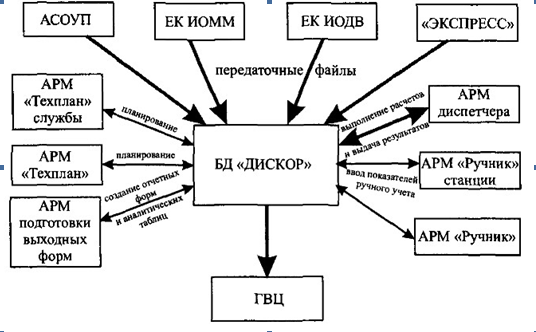 АСОУП
ЕК ИОММ
ЕК ИОДВ
«ЭКСПРЕСС»
передаточные файлы
АРМ
«Техплан»
службы
планирование
АРМ
«Техплан»
планирование
АРМ
подготовки
выходных
форм
создание отчетных
форм
и аналитических
таблиц
БД «ДИСКОР»
выполнение расчетов
и выдача результатов
АРМ
диспетчера
ввод показателей
ручного учета
АРМ «Ручник»
станции
АРМ «Ручник»
ГВЦ